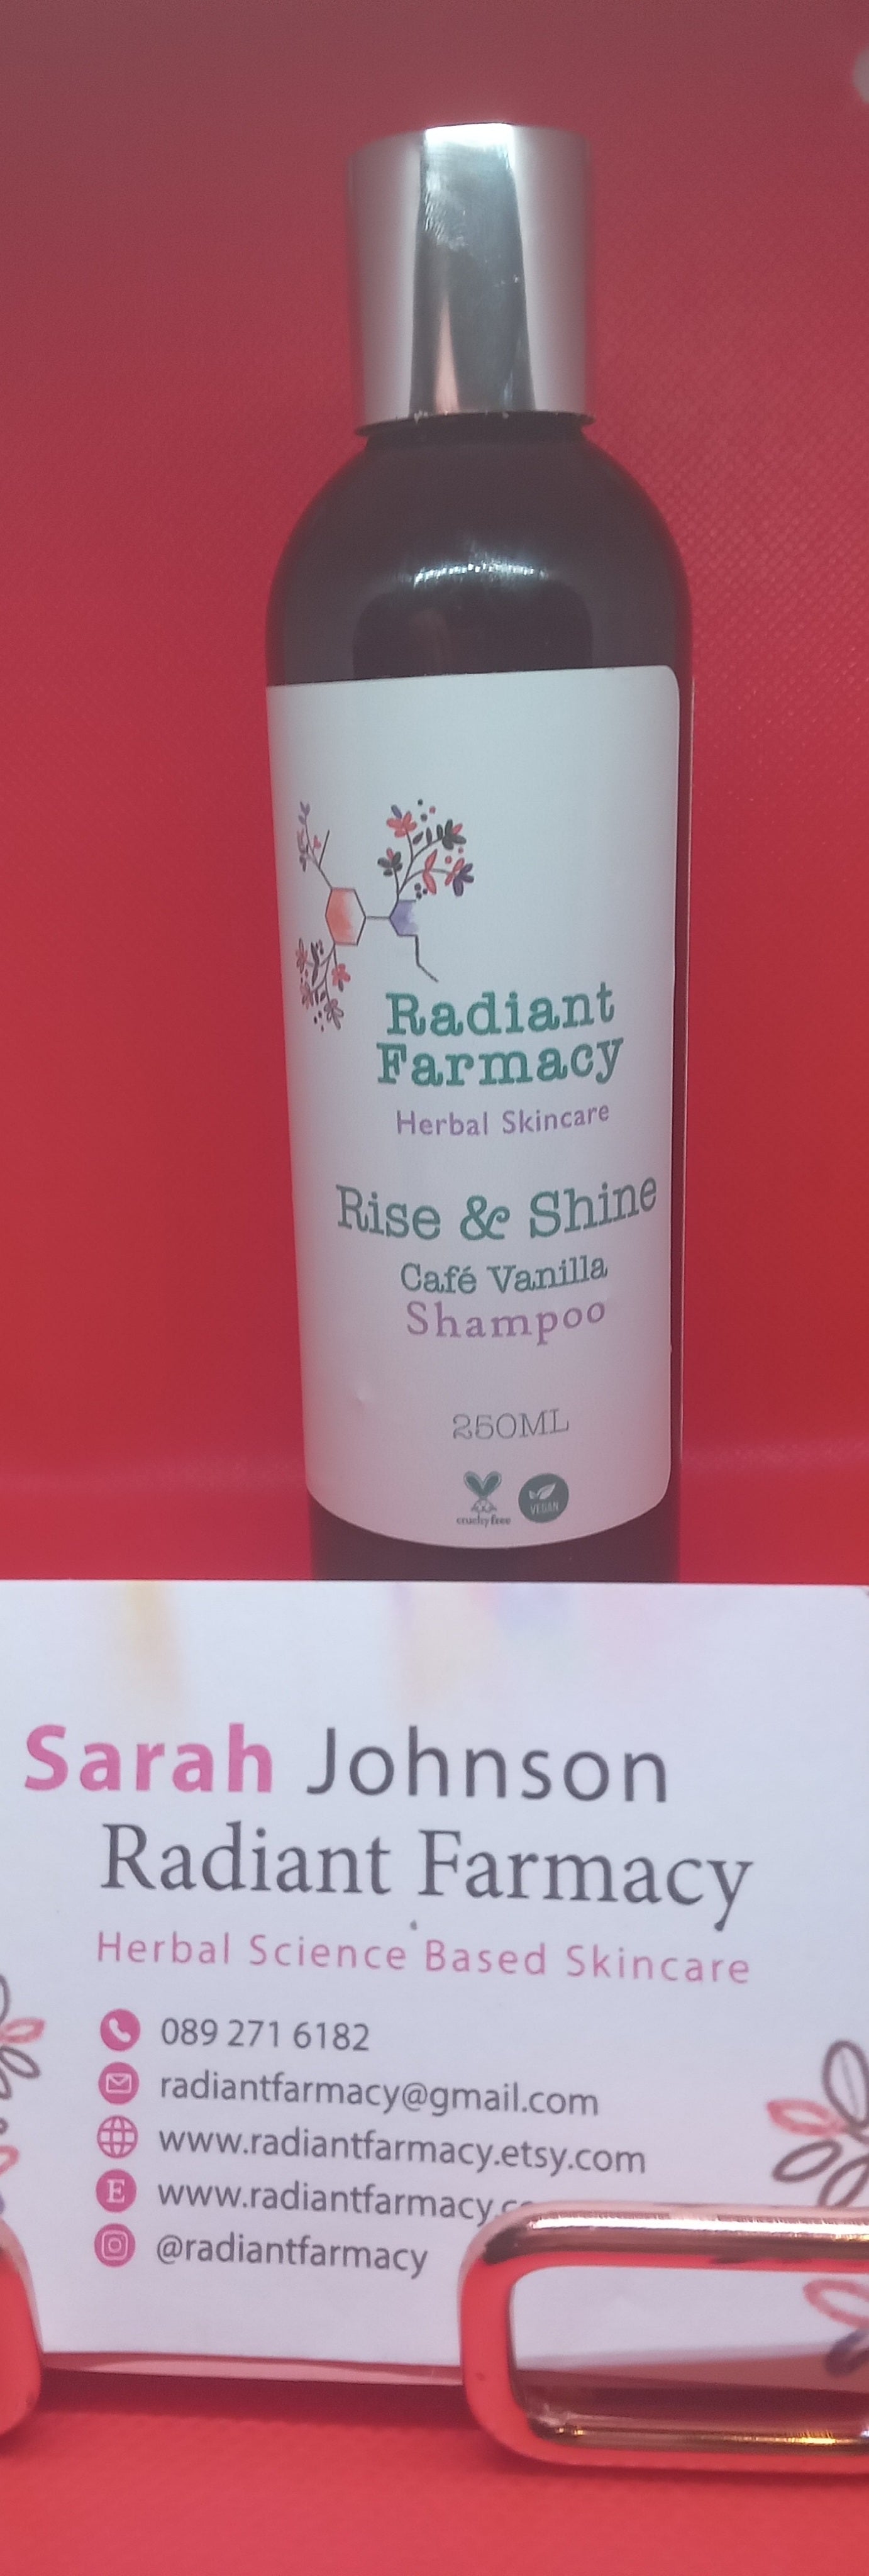 Radiant
Farmacy
Herbal Skincare
Rise & Shine
Café Vanilla
Shampoo
250ML
cruelty free
VEGAN
Sarah Johnson
Radiant Farmacy
Herbal Science Based Skincare
089 271 6182
radiantfarmacy@gmail.com
www.radiantfarmacy.etsy.com
E www.radiantfarmacy.c
@radiantfarmacy